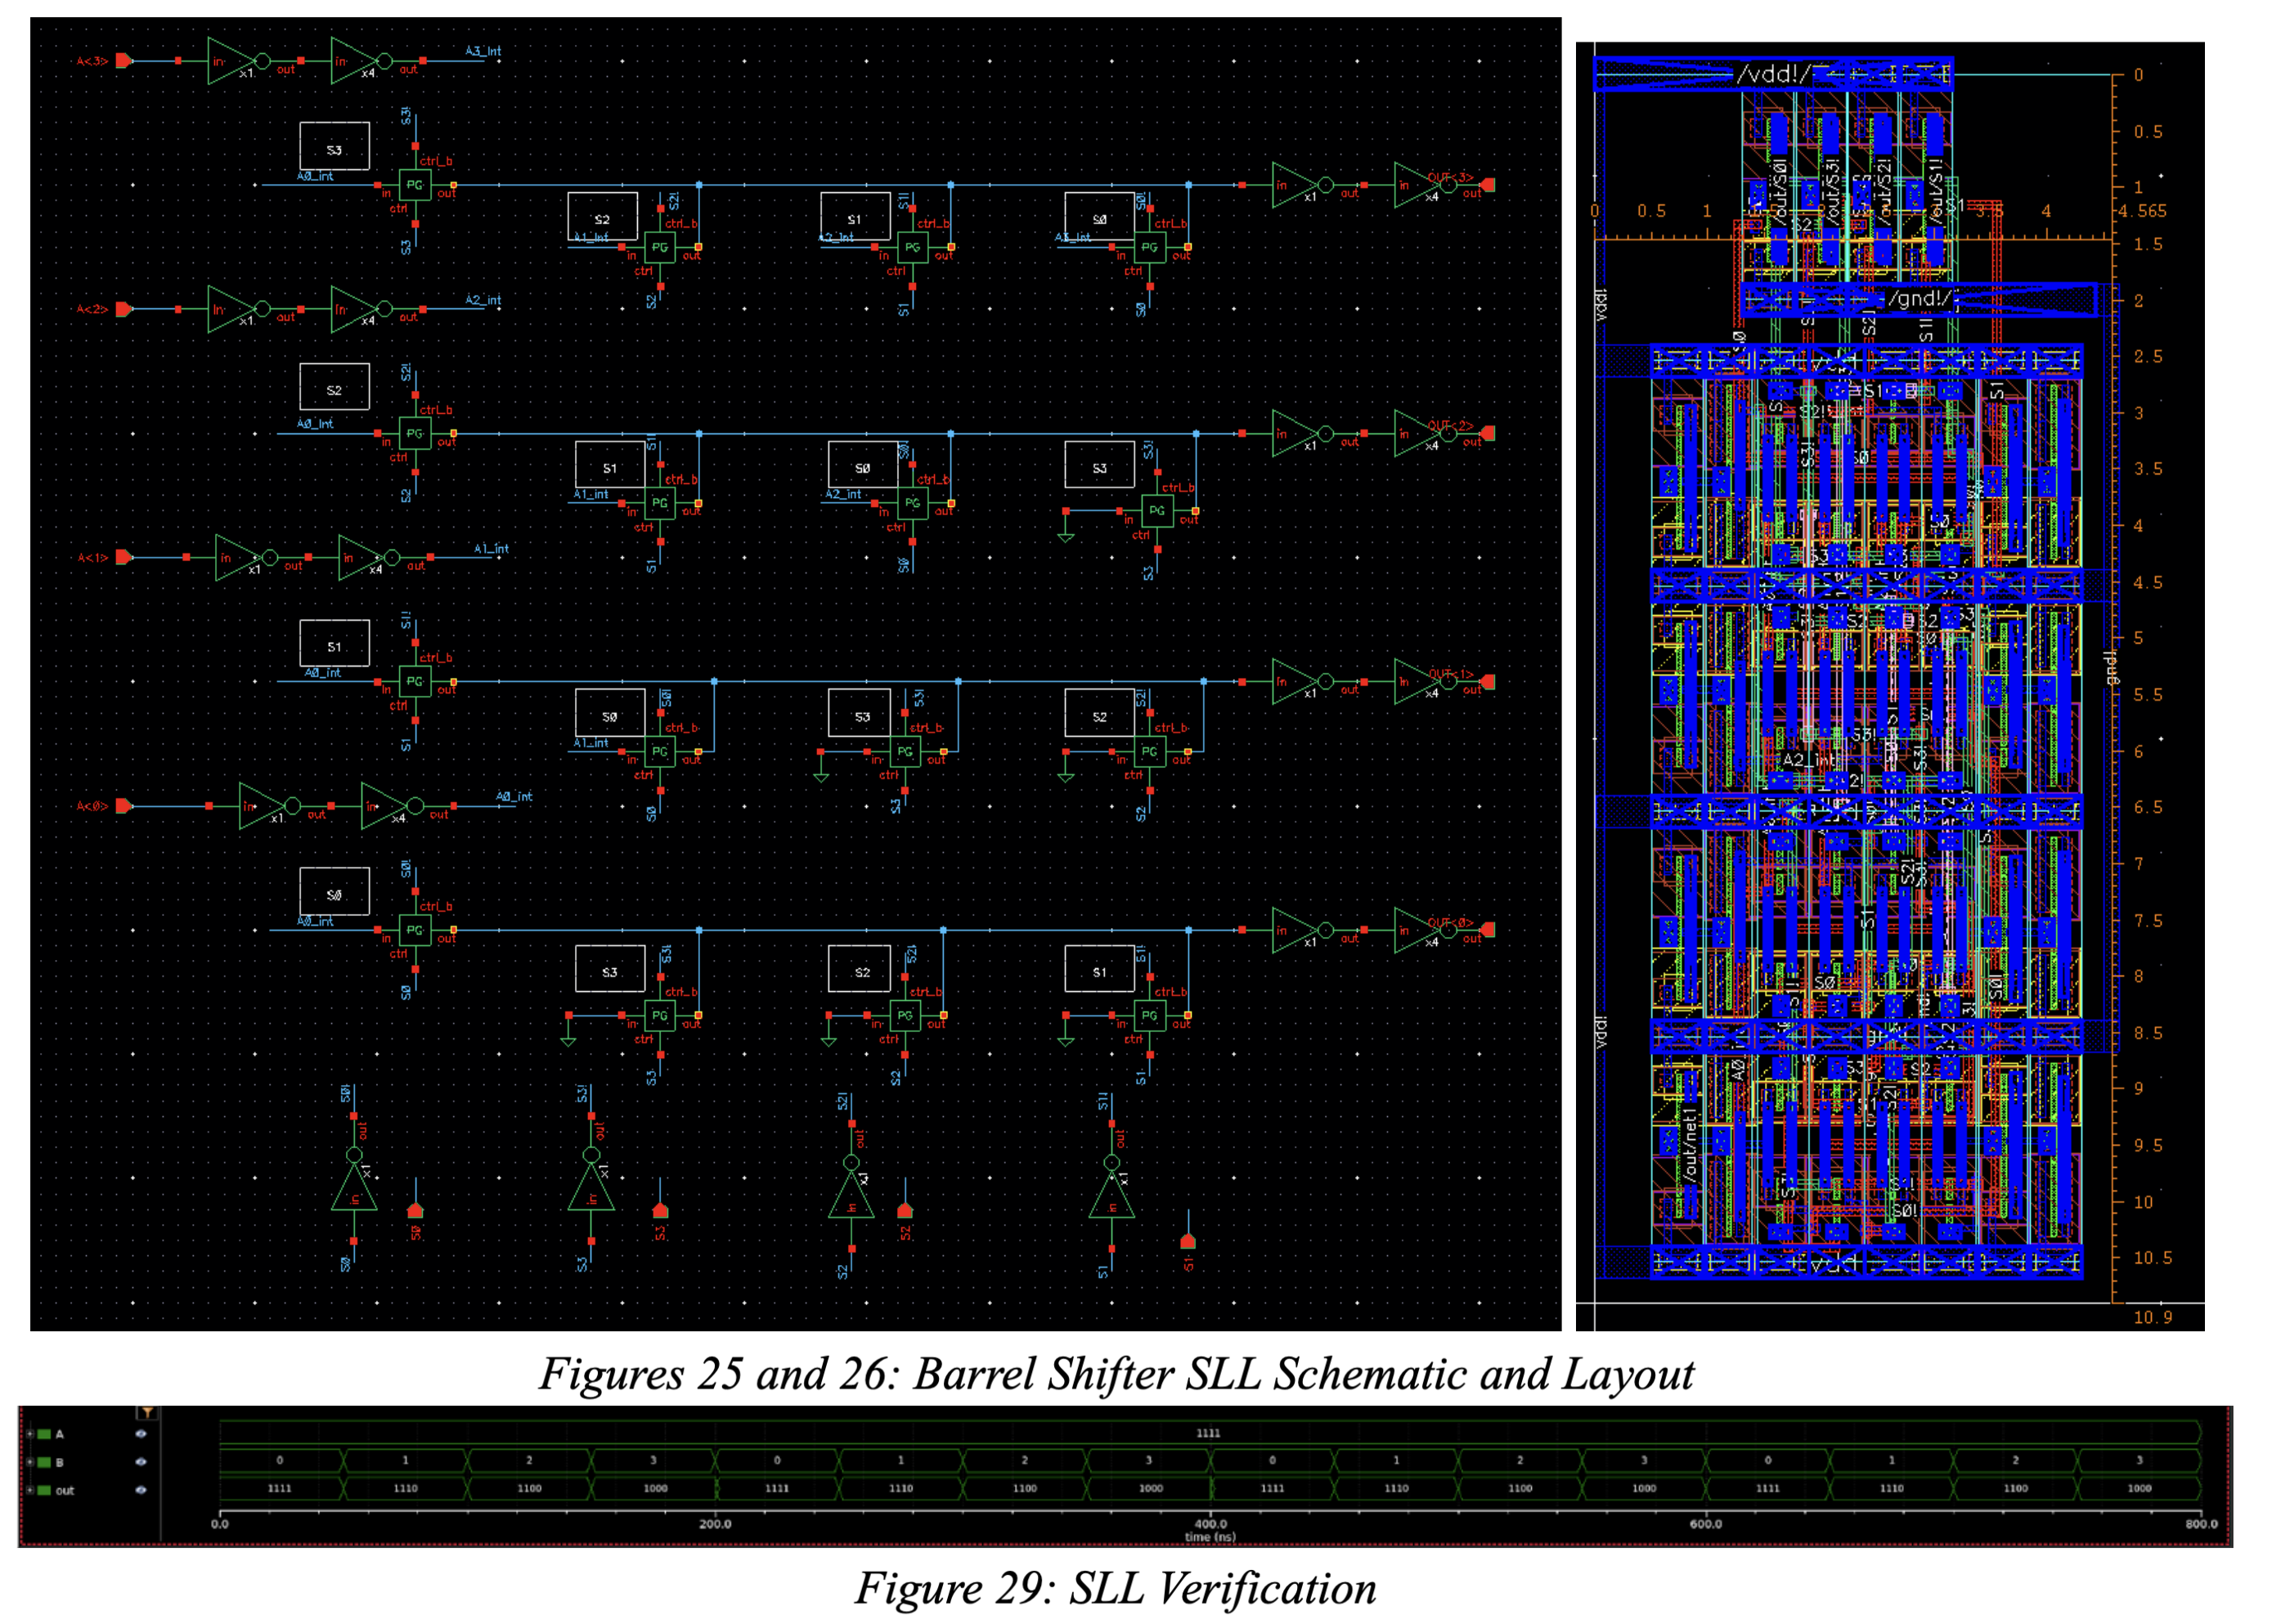 A<3> in x1 out in x4 out A3_int
S3! ctrl_b
S3
A0_int in PG out
ctrl
S3
S2 S2! ctrl_b A1_int in PG out ctrl S2
S1 S1! ctrl_b A2_int in PG out ctrl S1
S0 S0! ctrl_b A3_int in PG out ctrl S0
in x1 out in x4 OUT<3> out
A<2> in x1 out in x4 out A2_int
S2! ctrl_b
S2
A0_int in PG out
ctrl
S2
S1 S1! ctrl_b A1_int in PG out ctrl S1
S0 S0! ctrl_b A2_int in PG out ctrl S0
S3 S3! ctrl_b in PG out ctrl S3
in x1 out in x4 OUT<2> out
A<1> in x1 out in x4 out A1_int
S1! ctrl_b
S1
A0_int in PG out
ctrl
S1
S0 S0! ctrl_b A1_int in PG out ctrl S0
S3 S3! ctrl_b in PG out ctrl S3
S2 S2! ctrl_b in PG out ctrl S2
in x1 out in x4 OUT<1> out
A<0> in x1 out in x4 out A0_int
S0! ctrl_b
S0
A0_int in PG out
ctrl
S0
S3 S3! ctrl_b in PG out ctrl S3
S2 S2! ctrl_b in PG out ctrl S2
S1 S1! ctrl_b in PG out ctrl S1
in x1 out in x4 OUT<0> out
S0! out x1 in S0 S0
S3! out x1 in S3 S3
S2! out x1 in S2 S2
S1! out x1 in S1 S1
/vdd!/
/out/S0! /out/S3! /out/S2! /out/S1!
0 0.5 1 4 4.565
/gnd!/
vdd!
gnd!
A2_int
vdd!
/out/net1
S0!
0
0.5
1
1.5
2
2.5
3
3.5
4
4.5
5
5.5
6
6.5
7
7.5
8
8.5
9
9.5
10
10.5
10.9
Figures 25 and 26: Barrel Shifter SLL Schematic and Layout
A 1111
B 0 1 2 3 0 1 2 3 0 1 2 3 0 1 2 3
out 1111 1110 1100 1000 1111 1110 1100 1000 1111 1110 1100 1000 1111 1110 1100 1000
0.0 200.0 400.0 600.0 800.0
time (ns)
Figure 29: SLL Verification